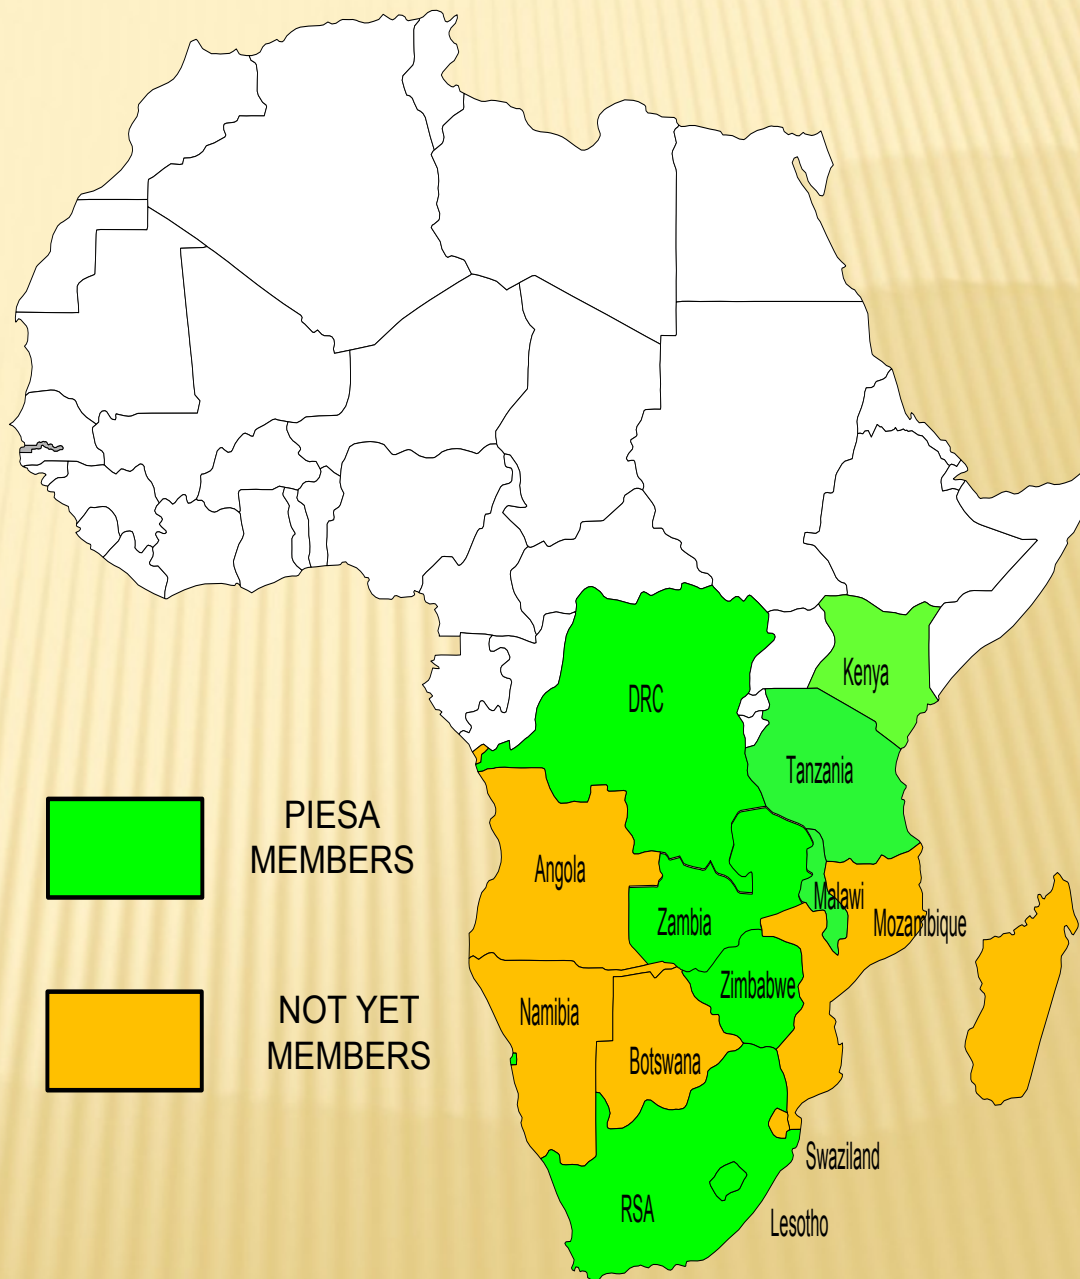 Kenya
DRC
Tanzania
PIESA
MEMBERS
Angola
Malawi
Zambia
Mozambique
Zimbabwe
NOT YET
MEMBERS
Namibia
Botswana
Swaziland
RSA
Lesotho